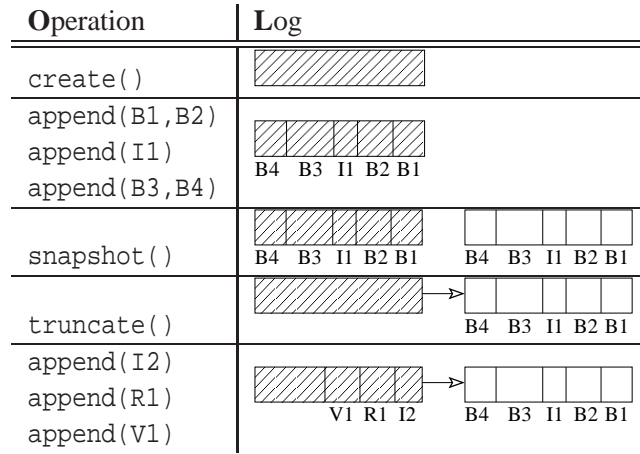 Operation Log
create()
append(B1,B2)
append(I1)
append(B3,B4)
B4 B3 I1 B2 B1
snapshot()
B4 B3 I1 B2 B1 B4 B3 I1 B2 B1
truncate()
B4 B3 I1 B2 B1
append(I2)
append(R1)
append(V1)
V1 R1 I2 B4 B3 I1 B2 B1